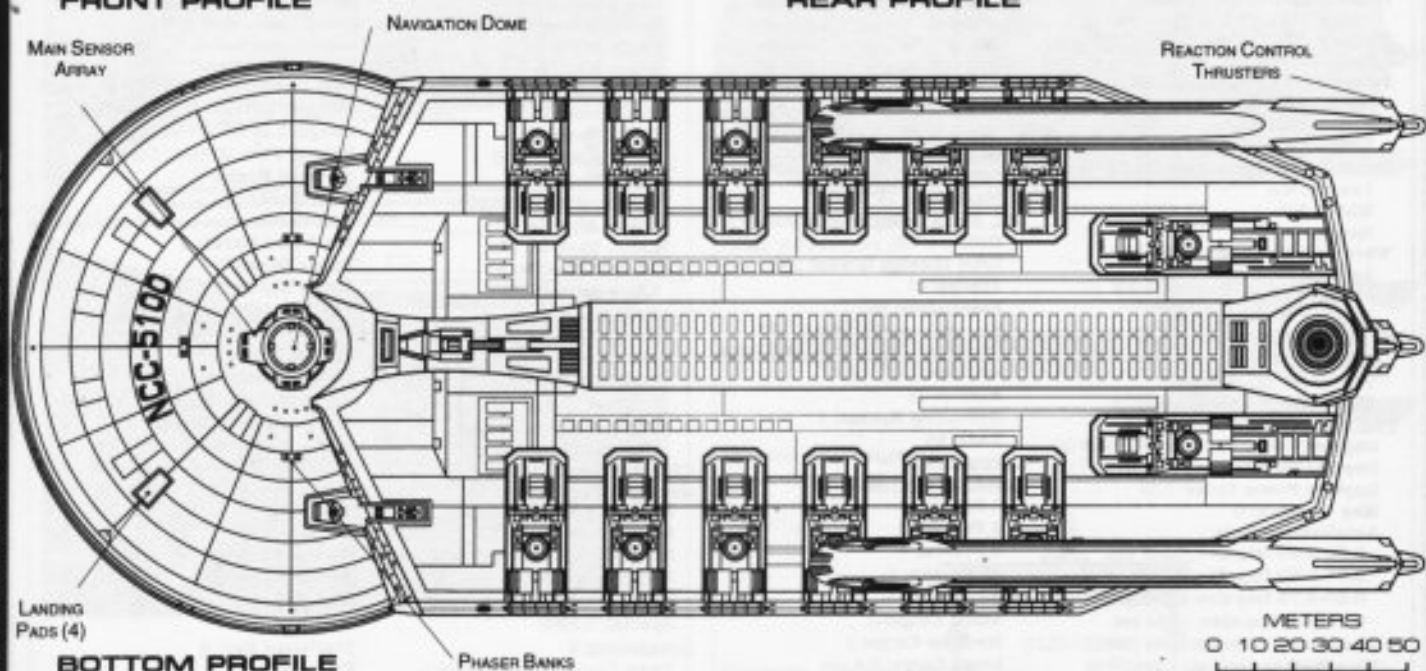 FRONT PROFILE
REAR PROFILE
NAVIGATION DOME
MAIN SENSOR
ARRAY
REACTION CONTROL
THRUSTERS
NCC-5100
LANDING
PADS (4)
METERS
0 10 20 30 40 50
BOTTOM PROFILE
PHASER BANKS